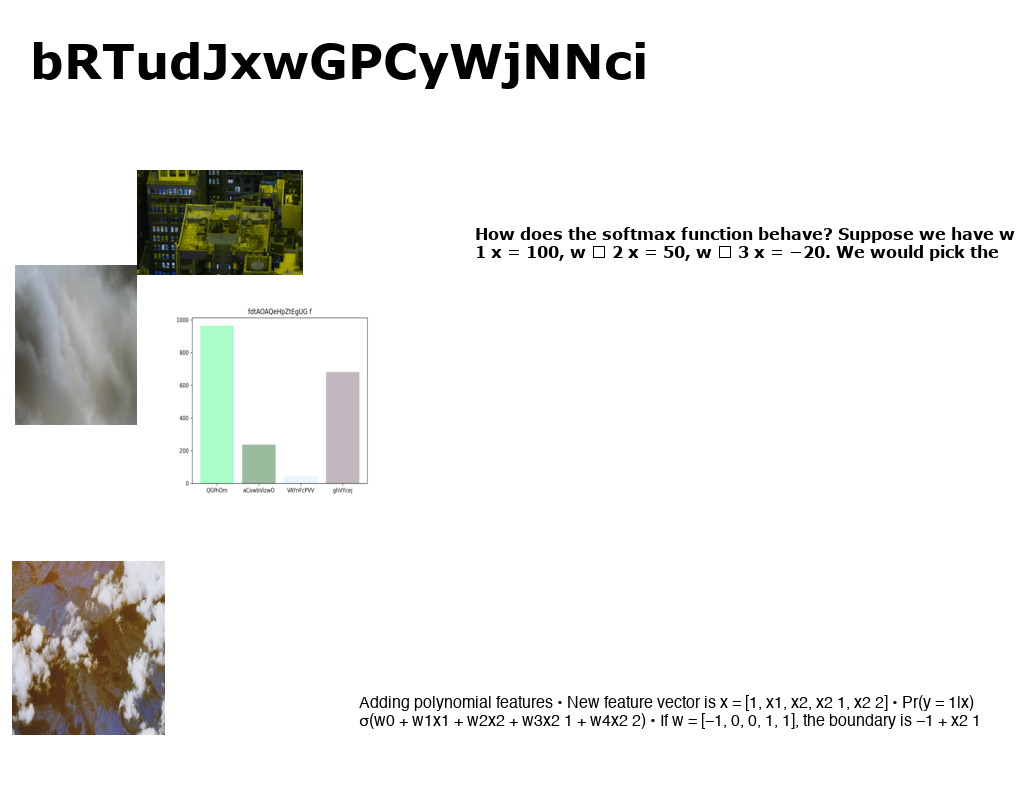 bRTudJxwGPCyWjNNci
How does the softmax function behave? Suppose we have w
1 x = 100, w □ 2 x = 50, w □ 3 x = −20. We would pick the
fdtAOAQeHpZtEgUG f
1000
800
600
400
200
0
QGfhOm aCowbVizwO VAYnFcPVV ghVYcej
Adding polynomial features • New feature vector is x = [1, x1, x2, x2 1, x2 2] • Pr(y = 1|x)
σ(w0 + w1x1 + w2x2 + w3x2 1 + w4x2 2) • If w = [–1, 0, 0, 1, 1], the boundary is –1 + x2 1